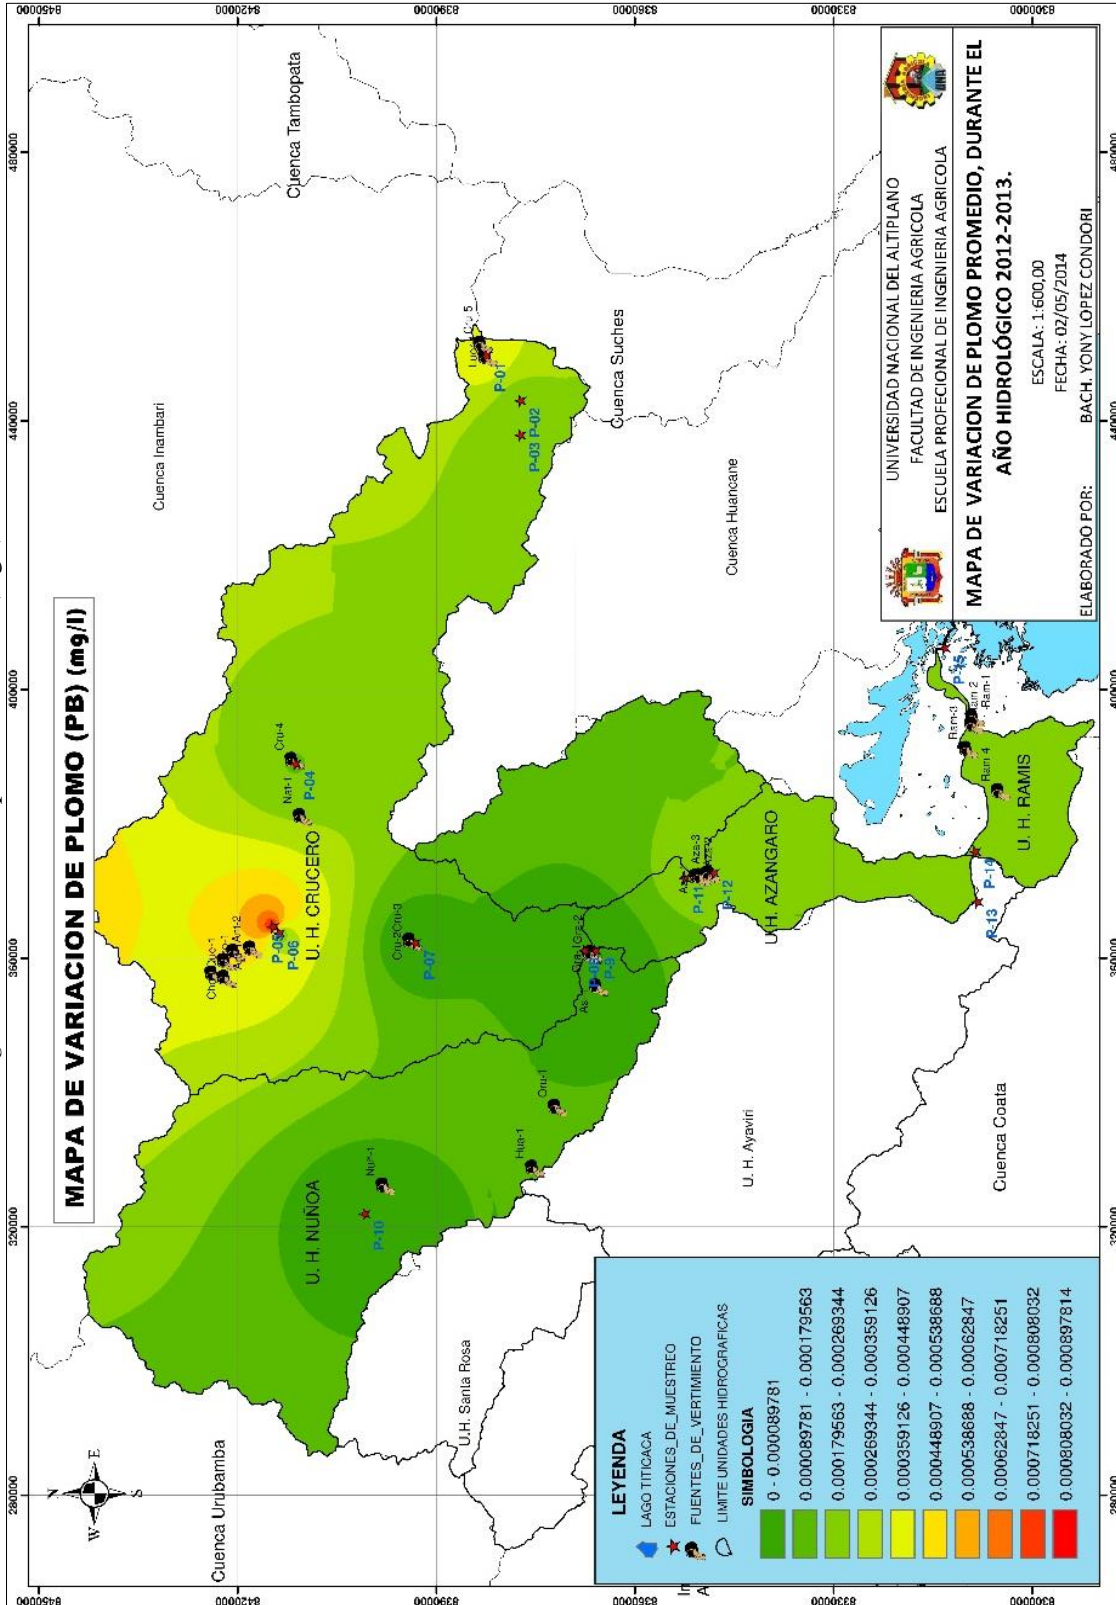 MAPA DE VARIACION DE PLOMO (PB) (mg/l)
280000
320000
360000
400000
440000
480000
8450000
8420000
8390000
8360000
8330000
8300000
N
W
E
S
Cuenca Urubamba
Cuenca Inambari
Cuenca Tambopata
Cuenca Suches
Cuenca Huancane
Cuenca Coata
U.H. Santa Rosa
U. H. Ayaviri
U. H. NUÑOA
U. H. CRUCERO
U.H. AZANGARO
U. H. RAMIS
P-01
P-03 P-02
Cru-4
Nat-1
P-04
P-05
P-06
Cru-2Cru-3
P-07
Gra-2
P-9
P-10
Oru-1
Hua-1
Aza-3
P-11
P-12
P-13
P-14
P-15
Ram-3
Ram-1
Ram-4
LEYENDA
LAGO TITICACA
ESTACIONES_DE_MUESTREO
FUENTES_DE_VERTIMIENTO
LIMITE UNIDADES HIDROGRAFICAS
SIMBOLOGIA
0 - 0.000089781
0.000089781 - 0.000179563
0.000179563 - 0.000269344
0.000269344 - 0.000359126
0.000359126 - 0.000448907
0.000448907 - 0.000538688
0.000538688 - 0.00062847
0.00062847 - 0.000718251
0.000718251 - 0.000808032
0.000808032 - 0.000897814
UNIVERSIDAD NACIONAL DEL ALTIPLANO
FACULTAD DE INGENIERIA AGRICOLA
ESCUELA PROFECIONAL DE INGENIERIA AGRICOLA
MAPA DE VARIACION DE PLOMO PROMEDIO, DURANTE EL
AÑO HIDROLÓGICO 2012-2013.
ESCALA: 1:600,00
FECHA: 02/05/2014
ELABORADO POR: BACH. YONY LOPEZ CONDORI